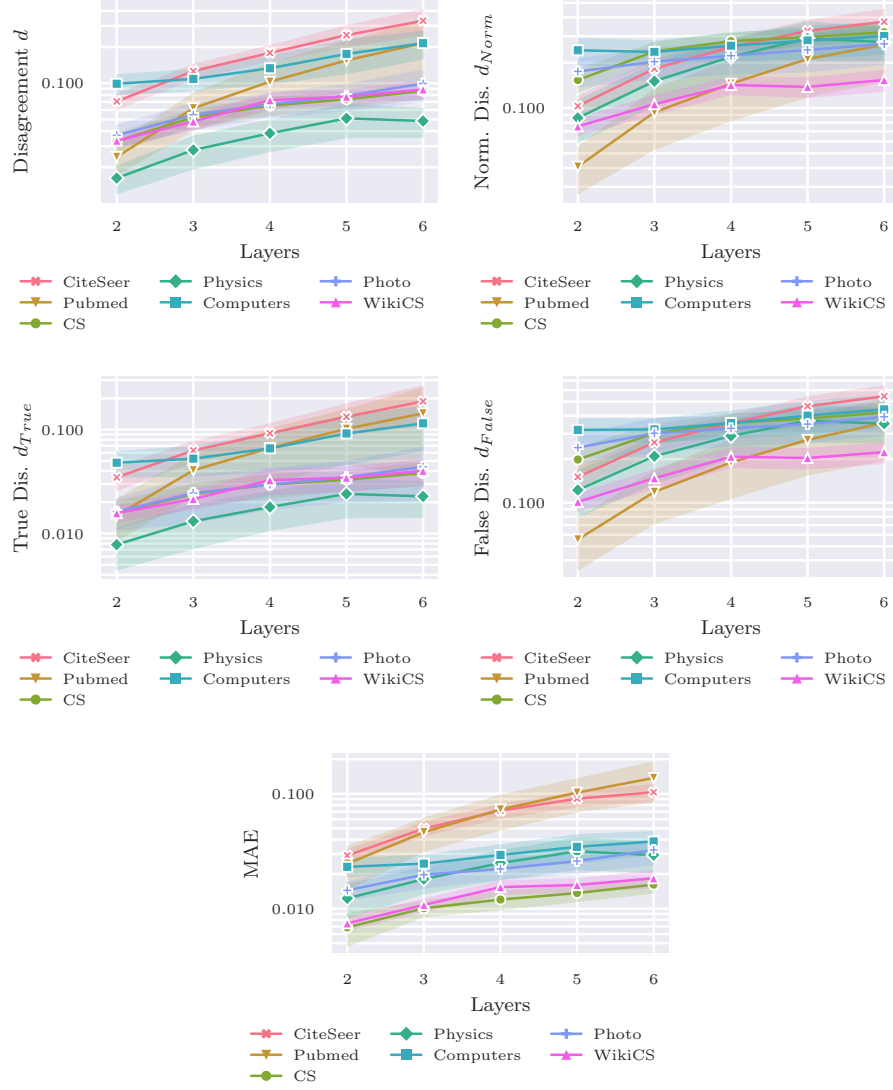 Disagreement d
0.100
2 3 4 5 6
Layers
CiteSeer Physics Photo
Pubmed Computers WikiCS
CS
Norm. Dis. d_Norm
0.100
2 3 4 5 6
Layers
CiteSeer Physics Photo
Pubmed Computers WikiCS
CS
True Dis. d_True
0.100
0.010
2 3 4 5 6
Layers
CiteSeer Physics Photo
Pubmed Computers WikiCS
CS
False Dis. d_False
0.100
2 3 4 5 6
Layers
CiteSeer Physics Photo
Pubmed Computers WikiCS
CS
MAE
0.100
0.010
2 3 4 5 6
Layers
CiteSeer Physics Photo
Pubmed Computers WikiCS
CS